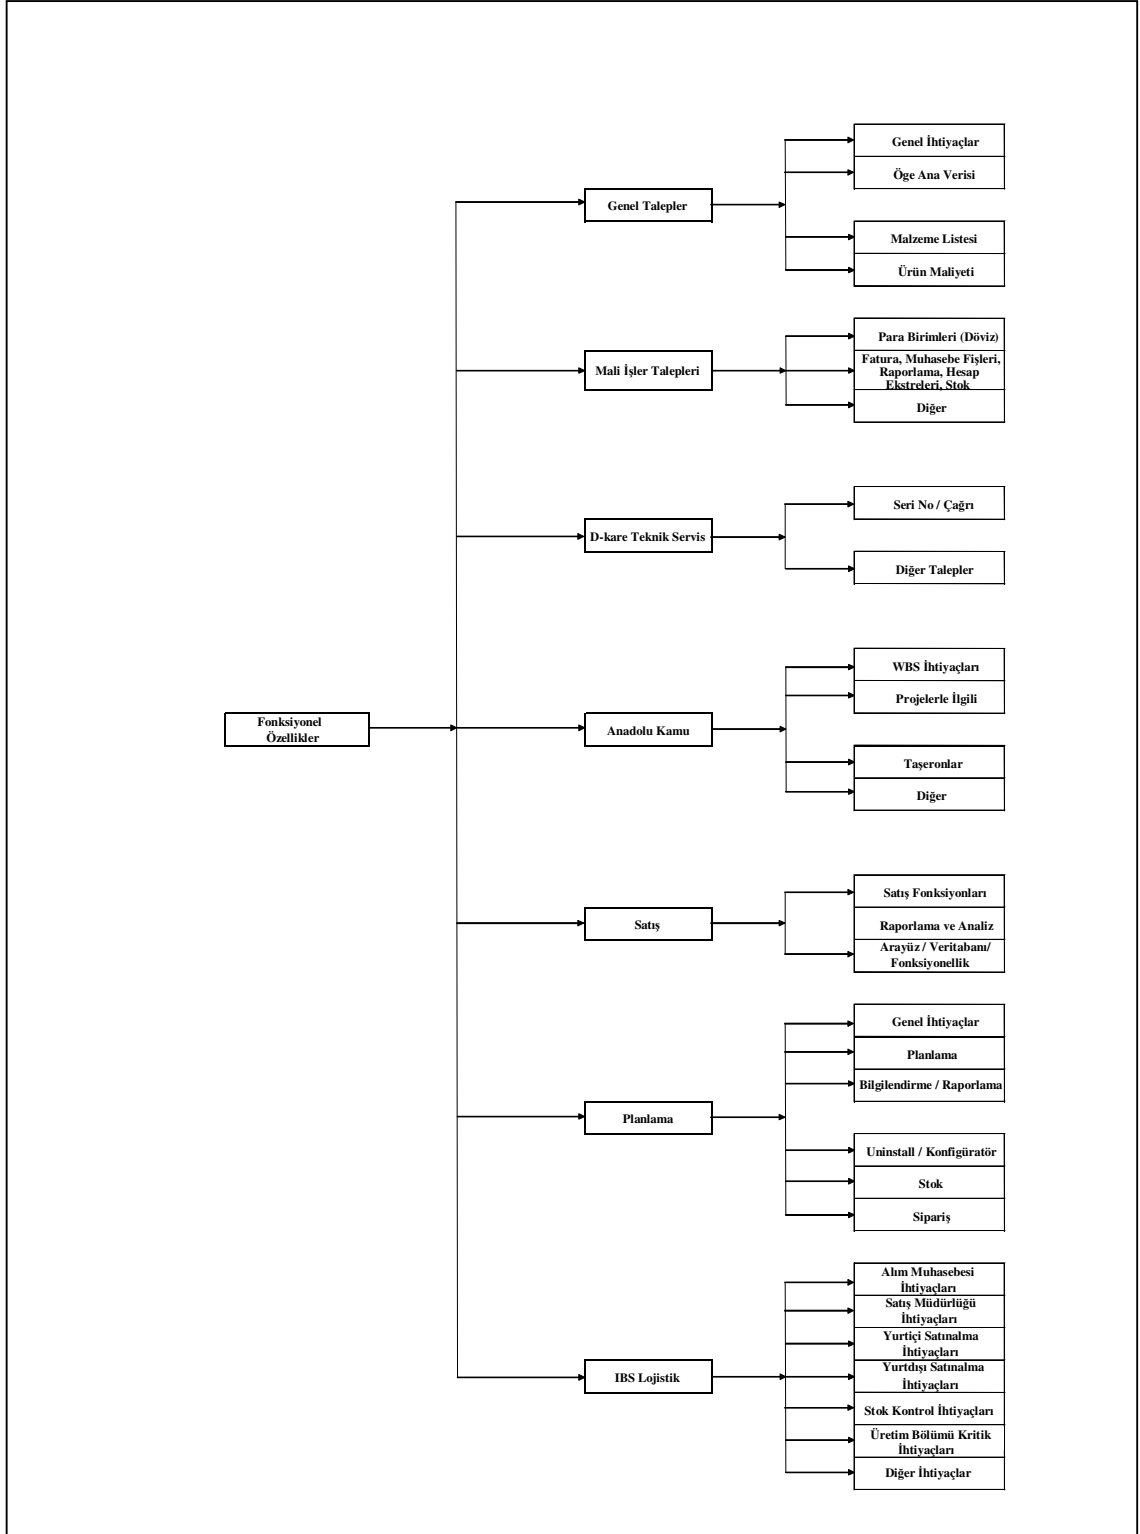 Genel İhtiyaçlar
Öge Ana Verisi
Genel Talepler
Malzeme Listesi
Ürün Maliyeti
Para Birimleri (Döviz)
Mali İşler Talepleri
Fatura, Muhasebe Fişleri,
Raporlama, Hesap
Ekstreleri, Stok
Diğer
Seri No / Çağrı
D-kare Teknik Servis
Diğer Talepler
WBS İhtiyaçları
Projelerle İlgili
Fonksiyonel
Özellikler
Anadolu Kamu
Taşeronlar
Diğer
Satış Fonksiyonları
Satış
Raporlama ve Analiz
Arayüz / Veritabanı/
Fonksiyonellik
Genel İhtiyaçlar
Planlama
Bilgilendirme / Raporlama
Planlama
Uninstall / Konfigüratör
Stok
Sipariş
Alım Muhasebesi
İhtiyaçları
Satış Müdürlüğü
İhtiyaçları
Yurtiçi Satınalma
İhtiyaçları
IBS Lojistik
Yurtdışı Satınalma
İhtiyaçları
Stok Kontrol İhtiyaçları
Üretim Bölümü Kritik
İhtiyaçları
Diğer İhtiyaçlar